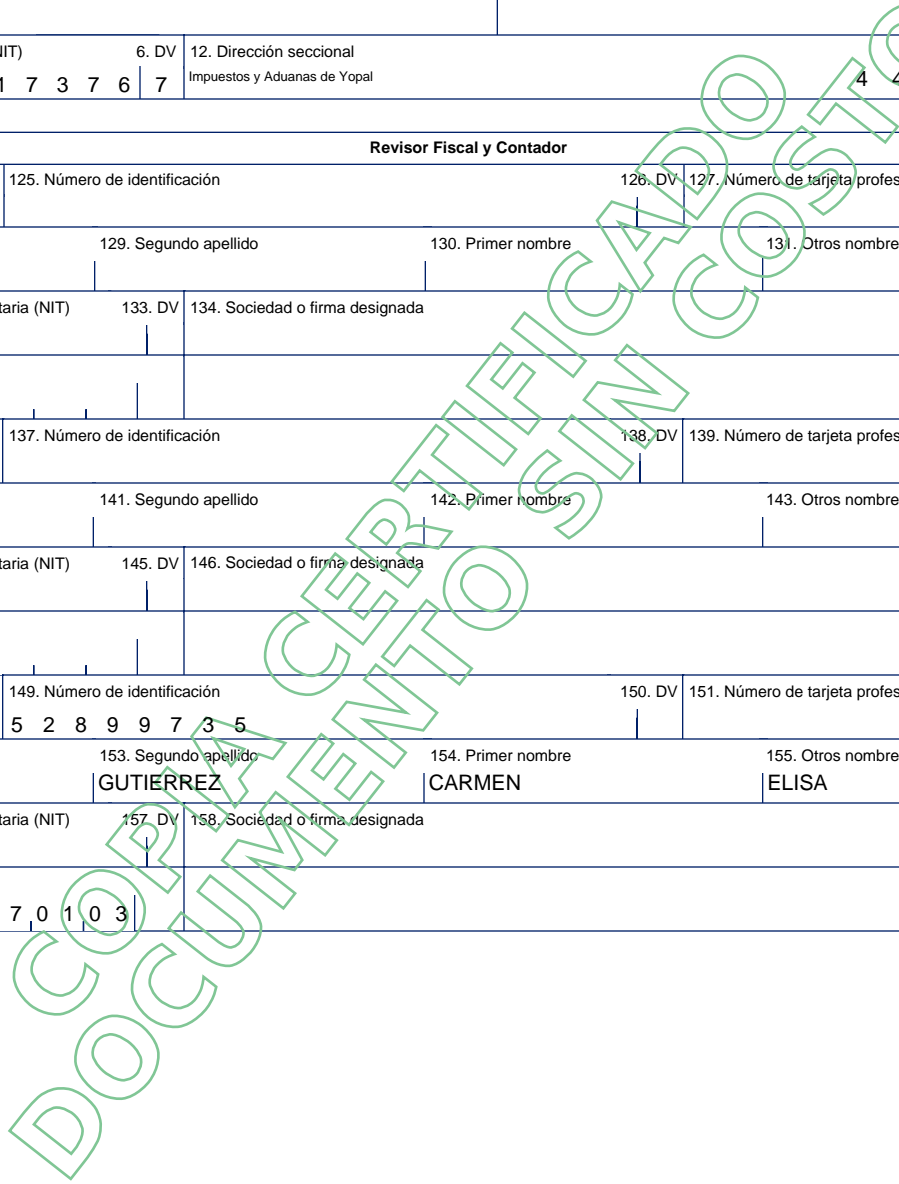 NIT) 6. DV 12. Dirección seccional
1 7 3 7 6 7 Impuestos y Aduanas de Yopal 4 4
Revisor Fiscal y Contador
125. Número de identificación 126. DV 127. Número de tarjeta profes
129. Segundo apellido 130. Primer nombre 131. Otros nombre
taria (NIT) 133. DV 134. Sociedad o firma designada
137. Número de identificación 138. DV 139. Número de tarjeta profes
141. Segundo apellido 142. Primer nombre 143. Otros nombre
taria (NIT) 145. DV 146. Sociedad o firma designada
149. Número de identificación 150. DV 151. Número de tarjeta profes
5 2 8 9 9 7 3 5
153. Segundo apellido 154. Primer nombre 155. Otros nombre
GUTIERREZ CARMEN ELISA
taria (NIT) 157. DV 158. Sociedad o firma designada
7 0 1 0 3
COPIA CERTIFICADO
DOCUMENTO SIN COSTO